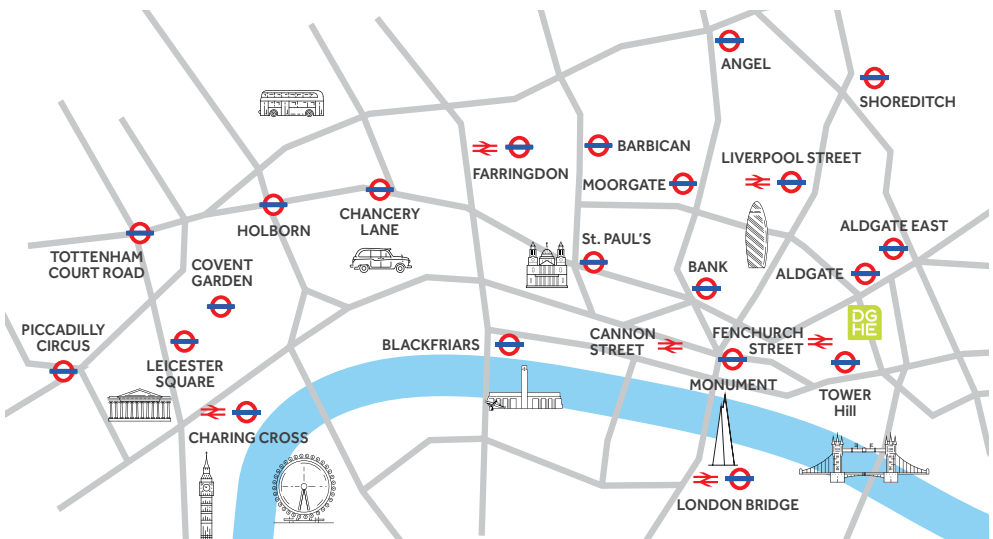 ANGEL
SHOREDITCH
FARRINGDON
BARBICAN
LIVERPOOL STREET
MOORGATE
CHANCERY
LANE
HOLBORN
TOTTENHAM
COURT ROAD
St. PAUL'S
ALDGATE EAST
ALDGATE
COVENT
GARDEN
BANK
DG
HE
PICCADILLY
CIRCUS
LEICESTER
SQUARE
BLACKFRIARS
CANNON
STREET
FENCHURCH
STREET
MONUMENT
TOWER
Hill
CHARING CROSS
LONDON BRIDGE